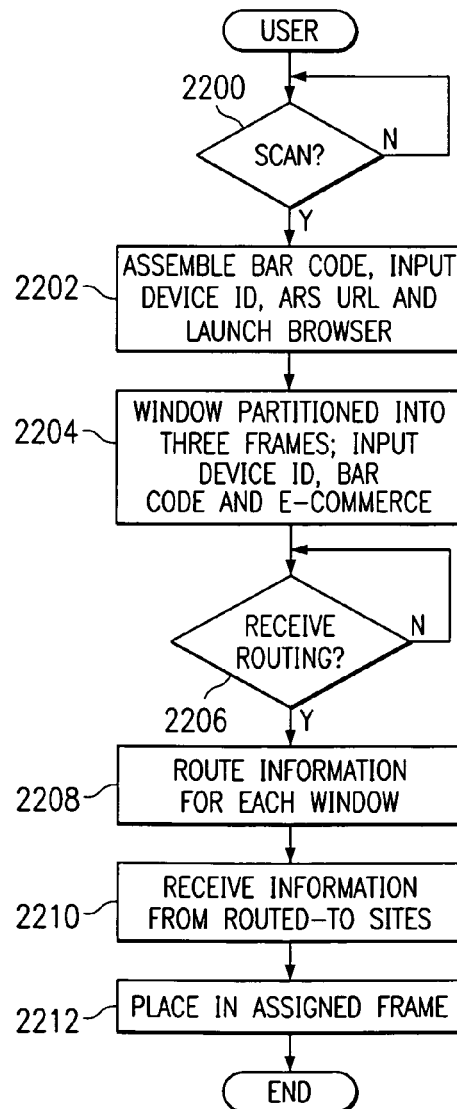 USER
2200
SCAN?
N
Y
2202
ASSEMBLE BAR CODE, INPUT
DEVICE ID, ARS URL AND
LAUNCH BROWSER
2204
WINDOW PARTITIONED INTO
THREE FRAMES; INPUT
DEVICE ID, BAR
CODE AND E-COMMERCE
RECEIVE
ROUTING?
N
2206
Y
2208
ROUTE INFORMATION
FOR EACH WINDOW
2210
RECEIVE INFORMATION
FROM ROUTED-TO SITES
2212
PLACE IN ASSIGNED FRAME
END